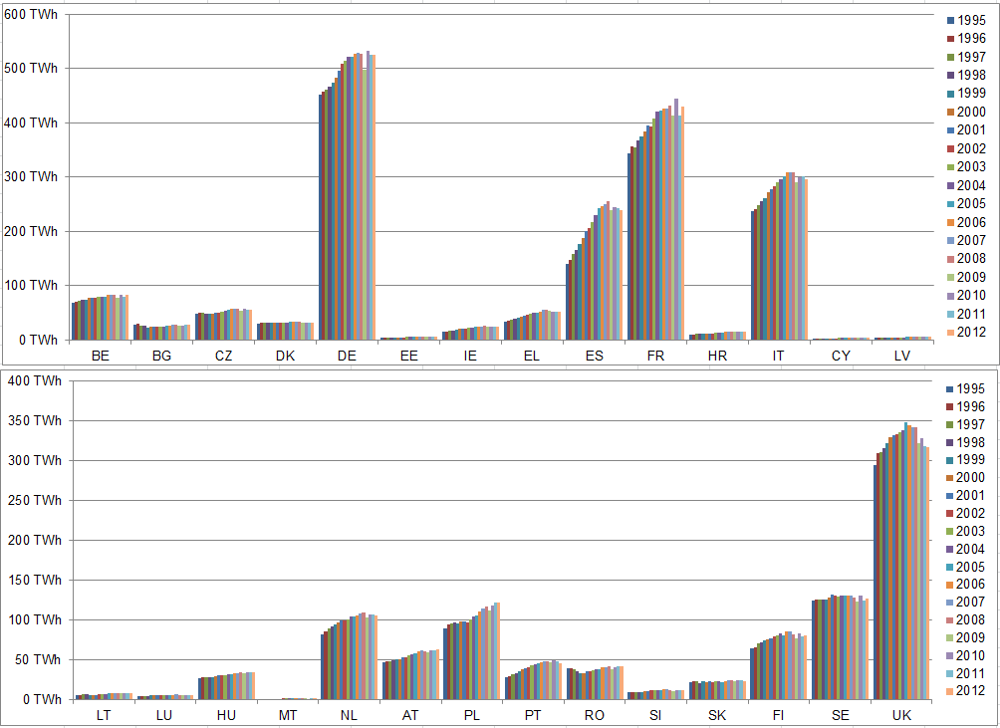 600 TWh
500 TWh
400 TWh
300 TWh
200 TWh
100 TWh
0 TWh
BE BG CZ DK DE EE IE EL ES FR HR IT CY LV
1995
1996
1997
1998
1999
2000
2001
2002
2003
2004
2005
2006
2007
2008
2009
2010
2011
2012
400 TWh
350 TWh
300 TWh
250 TWh
200 TWh
150 TWh
100 TWh
50 TWh
0 TWh
LT LU HU MT NL AT PL PT RO SI SK FI SE UK
1995
1996
1997
1998
1999
2000
2001
2002
2003
2004
2005
2006
2007
2008
2009
2010
2011
2012